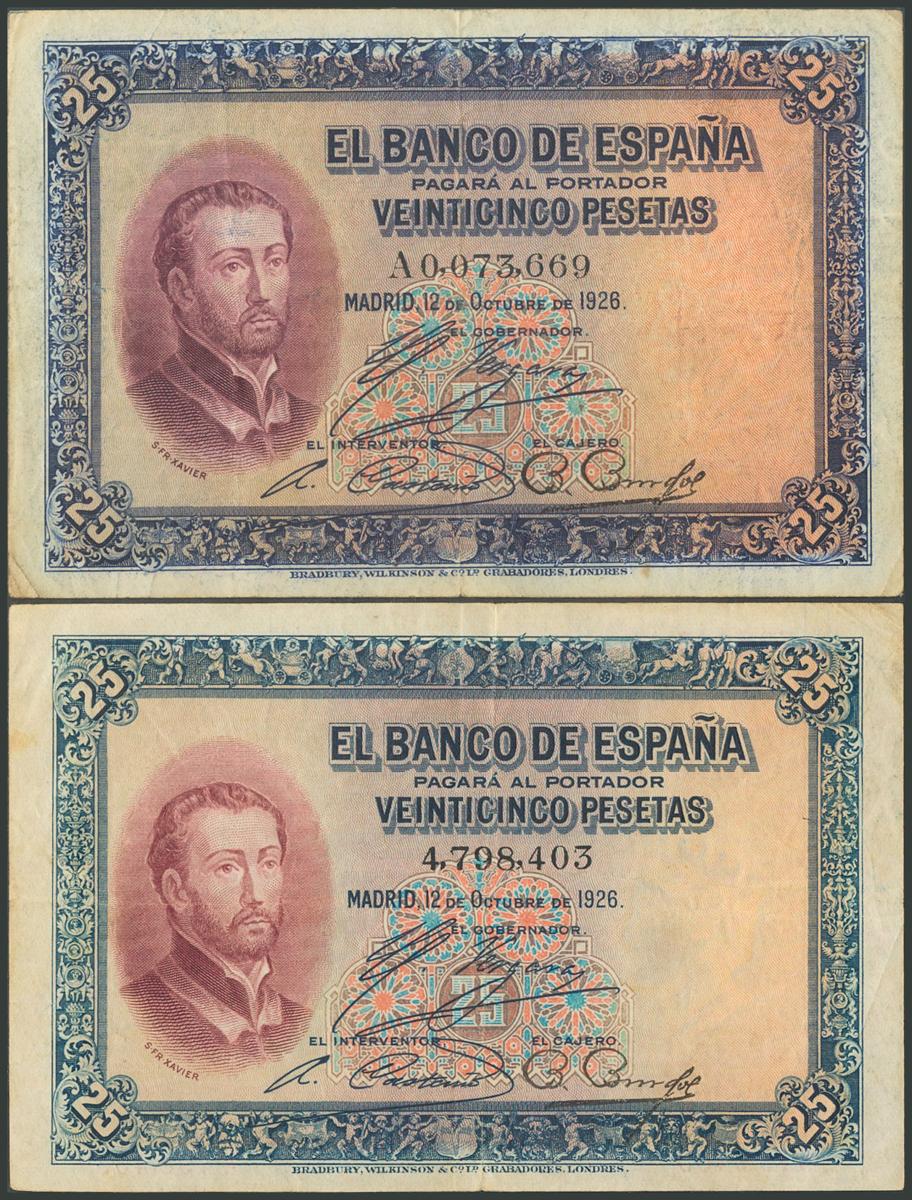 25 25
EL BANCO DE ESPAÑA
PAGARÁ AL PORTADOR
VEINTICINCO PESETAS
A0,073,669
MADRID, 12 DE OCTUBRE DE 1926.
EL GOBERNADOR.
25
EL INTERVENTOR, EL CAJERO.
S. FR. XAVIER
25 25
BRADBURY, WILKINSON & Cº Lº GRABADORES, LONDRES.
25 25
EL BANCO DE ESPAÑA
PAGARÁ AL PORTADOR
VEINTICINCO PESETAS
4,798,403
MADRID, 12 DE OCTUBRE DE 1926.
EL GOBERNADOR.
25
EL INTERVENTOR, EL CAJERO.
S. FR. XAVIER
25 25
BRADBURY, WILKINSON & Cº Lº GRABADORES, LONDRES.